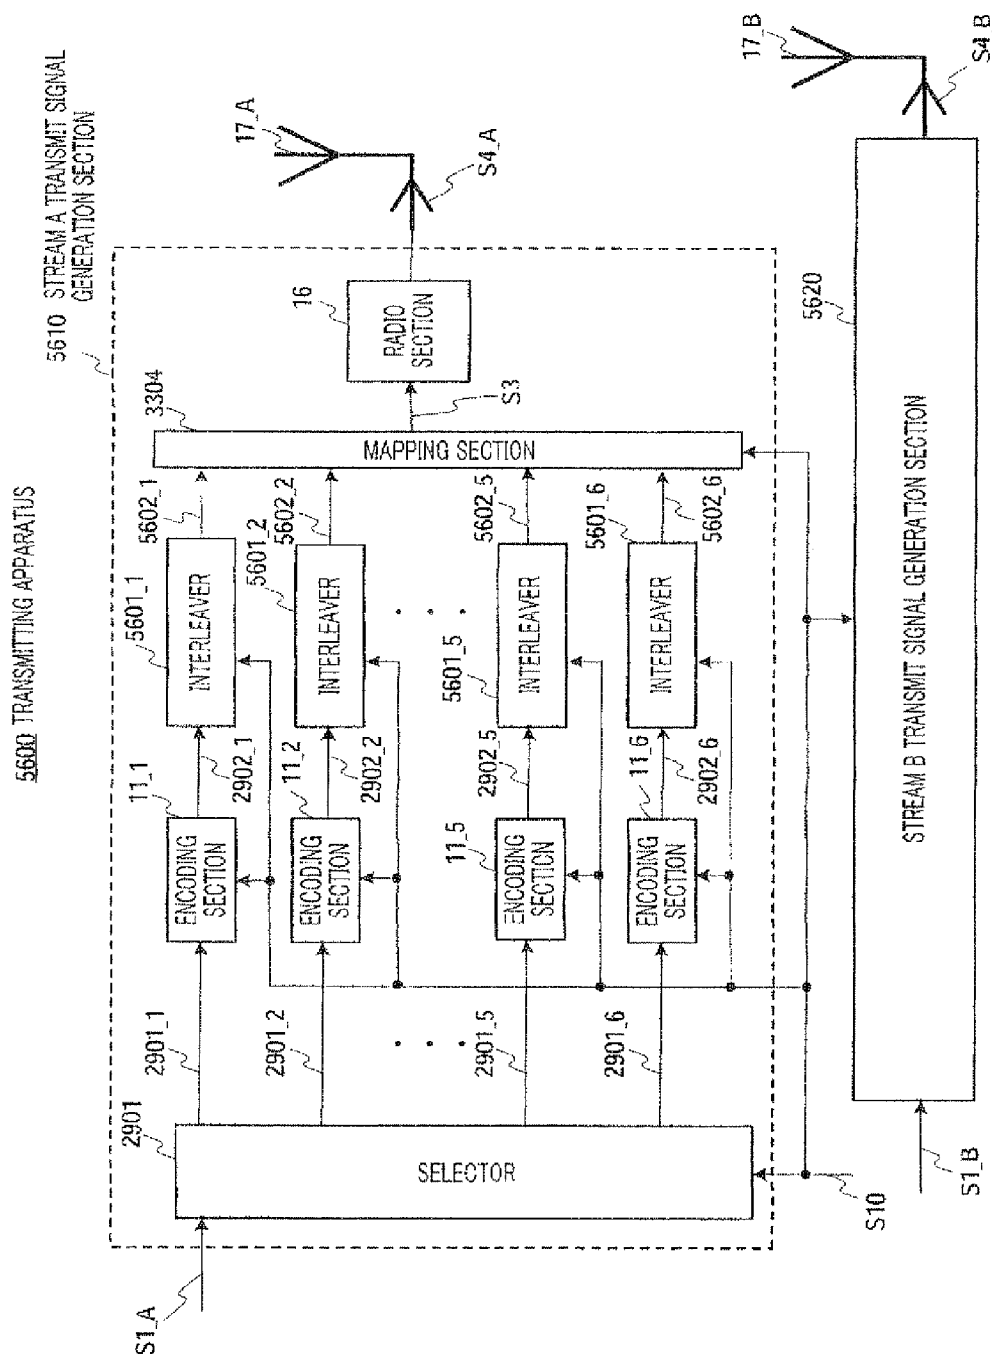 5600 TRANSMITTING APPARATUS
5610 STREAM A TRANSMIT SIGNAL
GENERATION SECTION
S1_A
2901
SELECTOR
2901_1
2901_2
2901_5
2901_6
11_1
ENCODING
SECTION
2902_1
5601_1
INTERLEAVER
5602_1
11_2
ENCODING
SECTION
2902_2
5601_2
INTERLEAVER
5602_2
11_5
ENCODING
SECTION
2902_5
5601_5
INTERLEAVER
5602_5
11_6
ENCODING
SECTION
2902_6
5601_6
INTERLEAVER
5602_6
3304
MAPPING SECTION
S3
16
RADIO
SECTION
17_A
S4_A
S10
S1_B
5620
STREAM B TRANSMIT SIGNAL GENERATION SECTION
17_B
S4_B